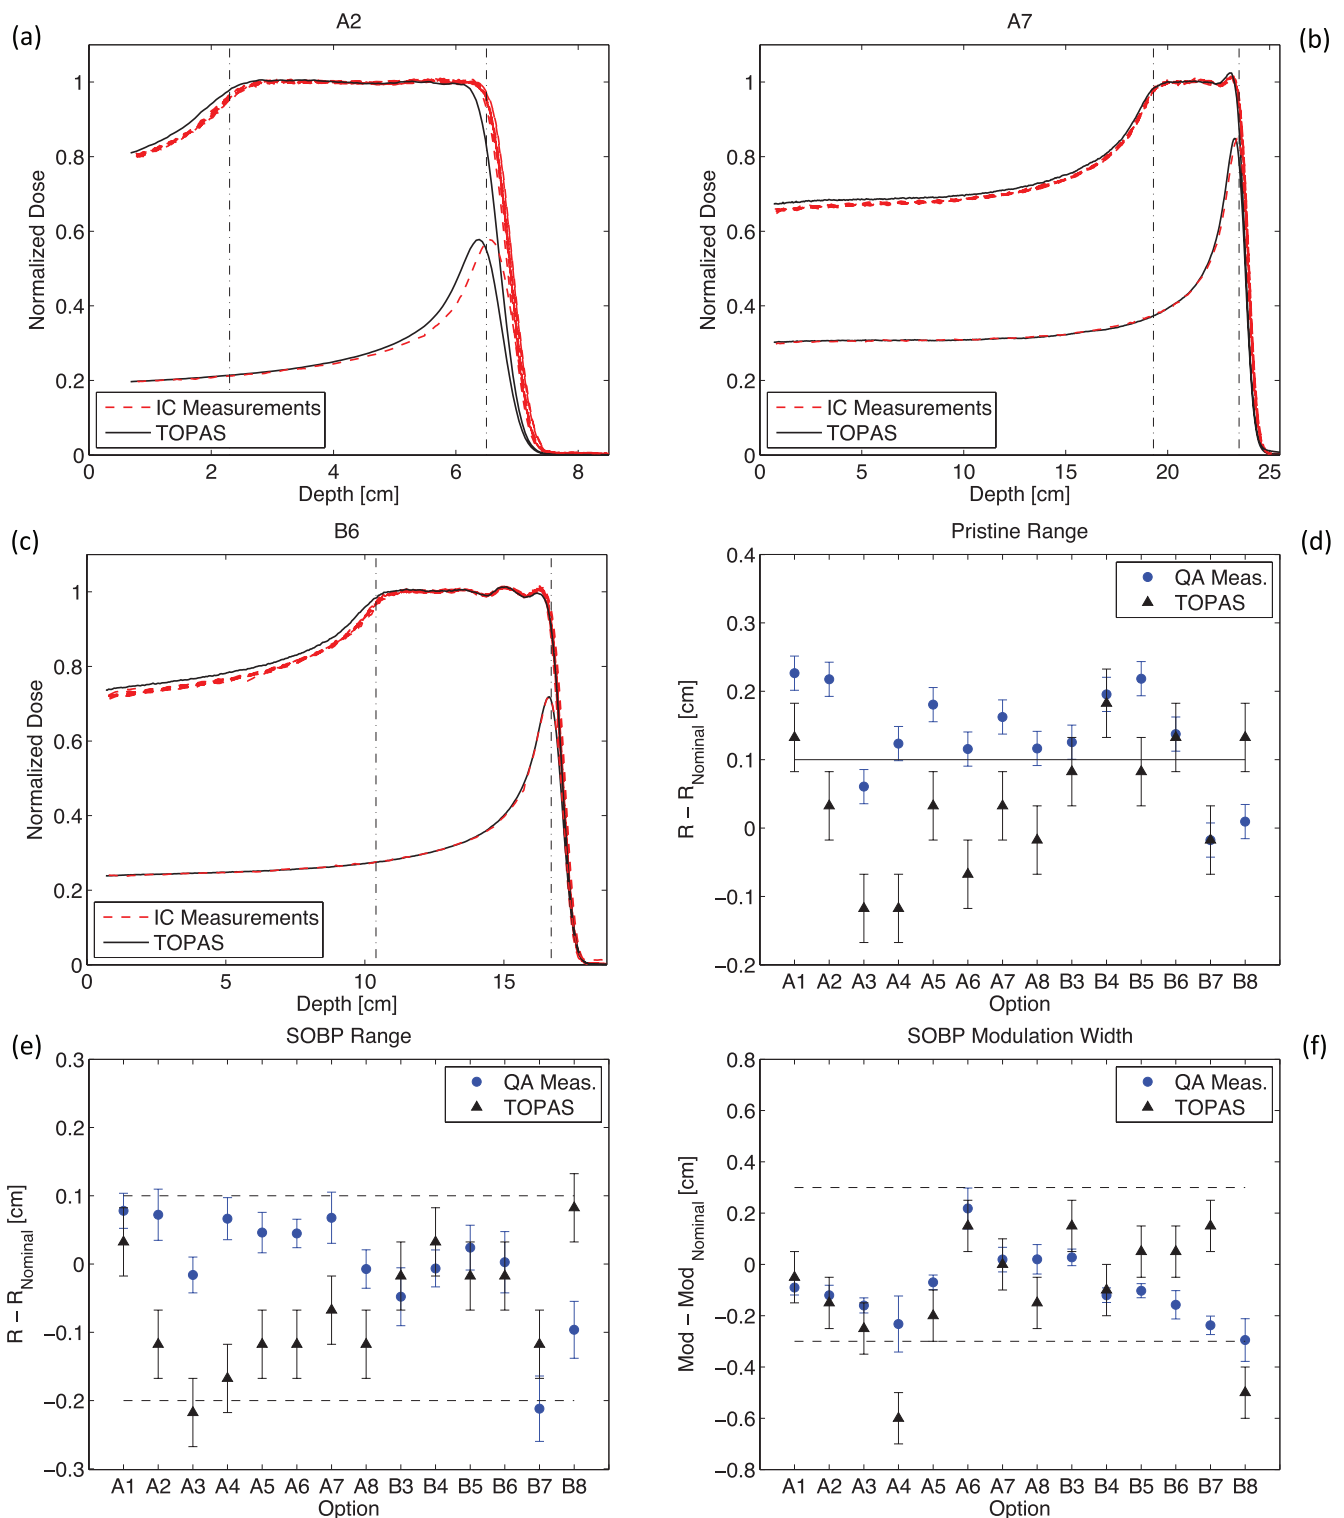 (a)
A2
Normalized Dose
1
0.8
0.6
0.4
0.2
0
0 2 4 6 8
Depth [cm]
IC Measurements
TOPAS
A7
(b)
Normalized Dose
1
0.8
0.6
0.4
0.2
0
0 5 10 15 20 25
Depth [cm]
IC Measurements
TOPAS
(c)
B6
Normalized Dose
1
0.8
0.6
0.4
0.2
0
0 5 10 15
Depth [cm]
IC Measurements
TOPAS
Pristine Range
(d)
R − R_Nominal [cm]
0.4
0.3
0.2
0.1
0
−0.1
−0.2
QA Meas.
TOPAS
A1 A2 A3 A4 A5 A6 A7 A8 B3 B4 B5 B6 B7 B8
Option
(e)
SOBP Range
R − R_Nominal [cm]
0.3
0.2
0.1
0
−0.1
−0.2
−0.3
QA Meas.
TOPAS
A1 A2 A3 A4 A5 A6 A7 A8 B3 B4 B5 B6 B7 B8
Option
SOBP Modulation Width
(f)
Mod − Mod_Nominal [cm]
0.8
0.6
0.4
0.2
0
−0.2
−0.4
−0.6
−0.8
QA Meas.
TOPAS
A1 A2 A3 A4 A5 A6 A7 A8 B3 B4 B5 B6 B7 B8
Option